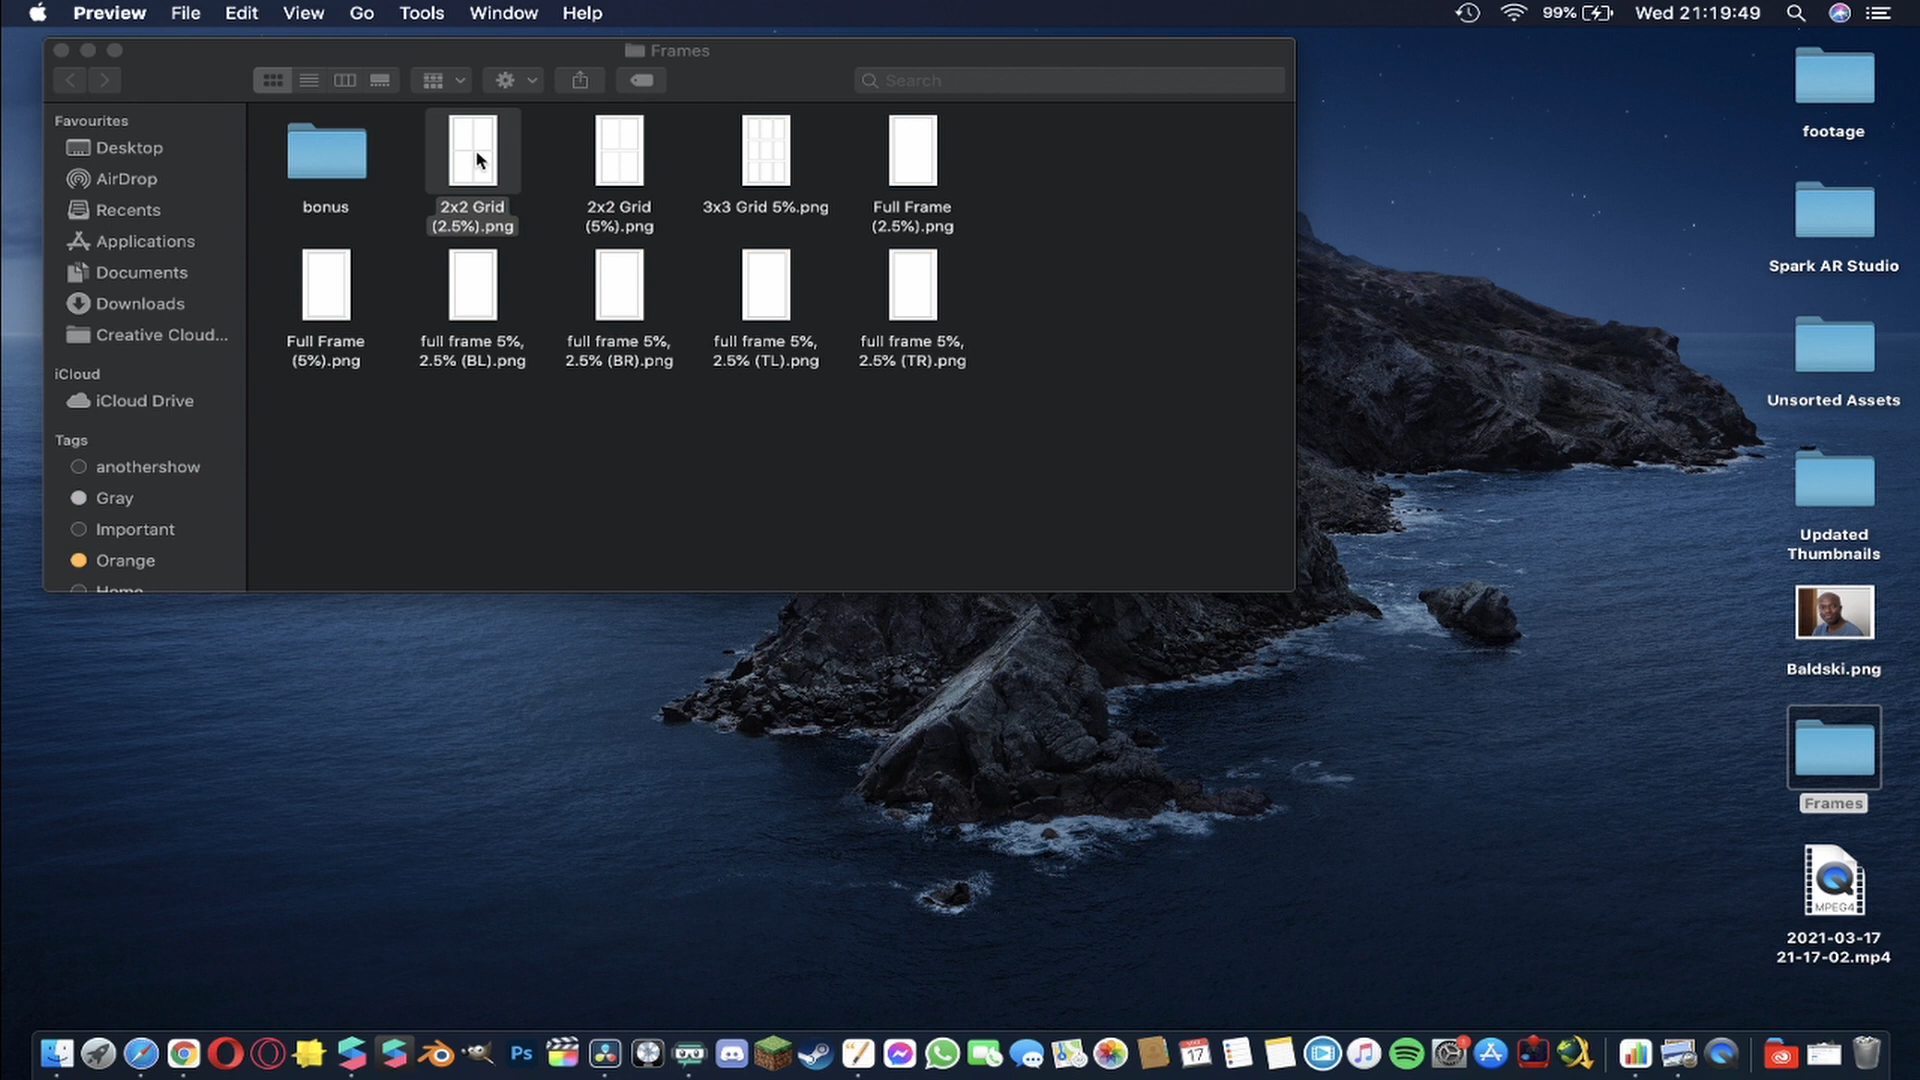 Preview File Edit View Go Tools Window Help
99% Wed 21:19:49
Frames
Search
Favourites
Desktop
AirDrop
Recents
Applications
Documents
Downloads
Creative Cloud...
iCloud
iCloud Drive
Tags
anothershow
Gray
Important
Orange
Home
bonus
2x2 Grid
(2.5%).png
2x2 Grid
(5%).png
3x3 Grid 5%.png
Full Frame
(2.5%).png
Full Frame
(5%).png
full frame 5%,
2.5% (BL).png
full frame 5%,
2.5% (BR).png
full frame 5%,
2.5% (TL).png
full frame 5%,
2.5% (TR).png
footage
Spark AR Studio
Unsorted Assets
Updated
Thumbnails
Baldski.png
Frames
MPEG4
2021-03-17
21-17-02.mp4
Ps
17